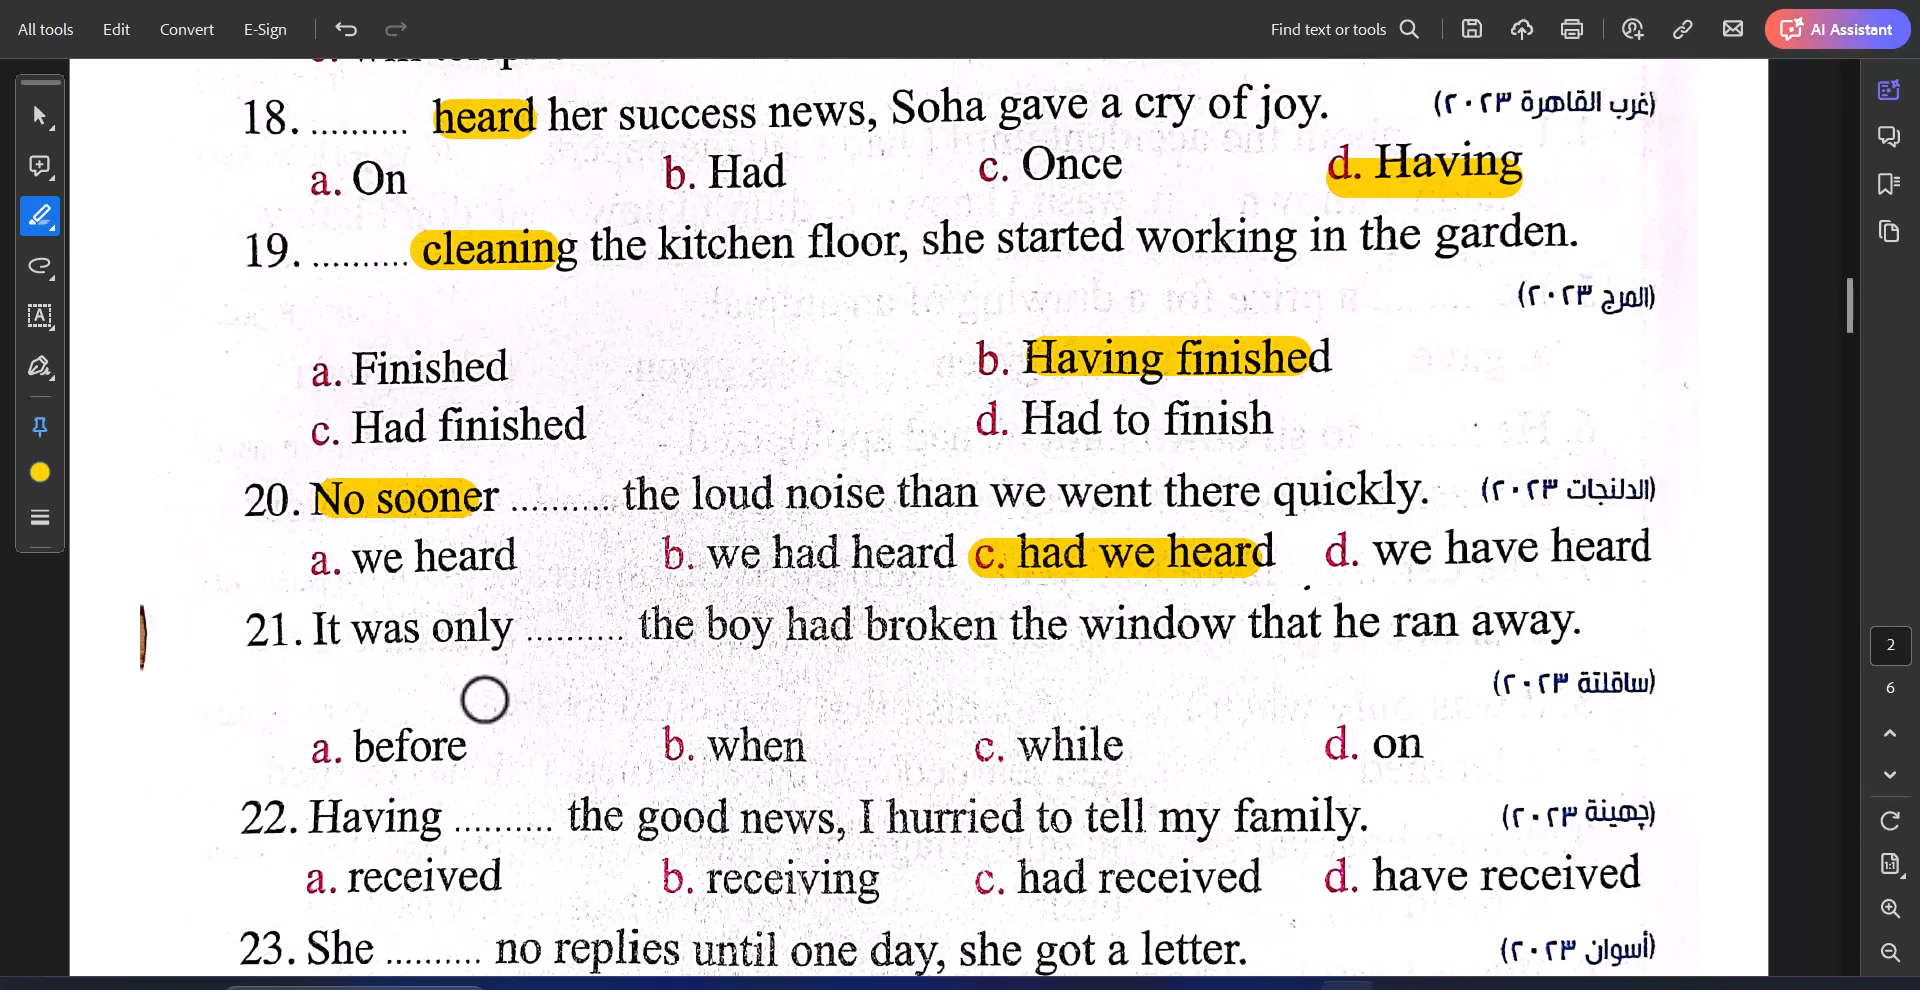 All tools Edit Convert E-Sign Find text or tools AI Assistant
18. .......... heard her success news, Soha gave a cry of joy. (غرب القاهرة ٢٠٢٣)
a. On b. Had c. Once d. Having
19. .......... cleaning the kitchen floor, she started working in the garden.
(المرج ٢٠٢٣)
a. Finished b. Having finished
c. Had finished d. Had to finish
20. No sooner .......... the loud noise than we went there quickly. (الدلنجات ٢٠٢٣)
a. we heard b. we had heard c. had we heard d. we have heard
21. It was only .......... the boy had broken the window that he ran away.
(ساقلتة ٢٠٢٣)
a. before b. when c. while d. on
22. Having .......... the good news, I hurried to tell my family. (جهينة ٢٠٢٣)
a. received b. receiving c. had received d. have received
23. She .......... no replies until one day, she got a letter. (أسوان ٢٠٢٣)
2
6